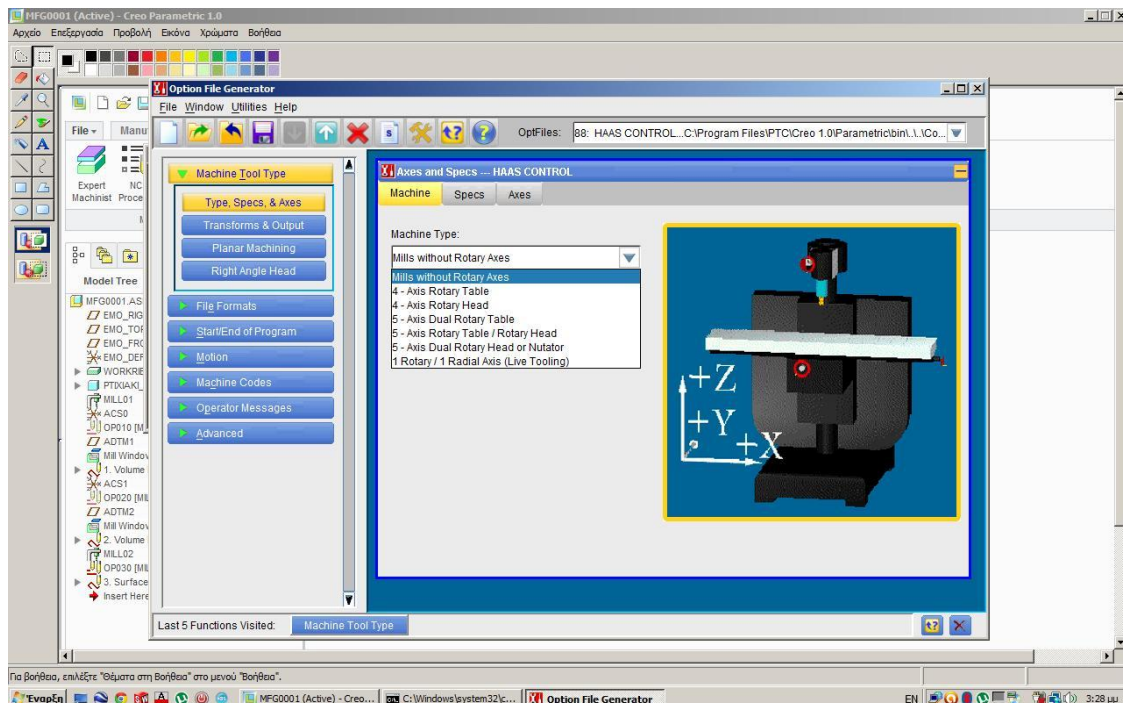 MFG0001 (Active) - Creo Parametric 1.0
Αρχείο Επεξεργασία Προβολή Εικόνα Χρώματα Βοήθεια
Option File Generator
File Window Utilities Help
OptFiles: 88: HAAS CONTROL...C:\Program Files\PTC\Creo 1.0\Parametric\bin\..\..\Co...
File Manu
Expert Machinist
NC Proce
Model Tree
MFG0001.AS
EMO_RIG
EMO_TOP
EMO_FRO
EMO_DEF
WORKRE
PTIXIAKI_
MILL01
ACS0
OP010 [M
ADTM1
Mill Window
1. Volume
ACS1
OP020 [MIL
ADTM2
Mill Window
2. Volume
MILL02
OP030 [MIL
3. Surface
Insert Here
Machine Tool Type
Type, Specs, & Axes
Transforms & Output
Planar Machining
Right Angle Head
File Formats
Start/End of Program
Motion
Machine Codes
Operator Messages
Advanced
Axes and Specs --- HAAS CONTROL
Machine Specs Axes
Machine Type:
Mills without Rotary Axes
Mills without Rotary Axes
4 - Axis Rotary Table
4 - Axis Rotary Head
5 - Axis Dual Rotary Table
5 - Axis Rotary Table / Rotary Head
5 - Axis Dual Rotary Head or Nutator
1 Rotary / 1 Radial Axis (Live Tooling)
+Z
+Y
+X
Last 5 Functions Visited: Machine Tool Type
Για βοήθεια, επιλέξτε "Θέματα στη Βοήθεια" στο μενού "Βοήθεια".
Έναρξη MFG0001 (Active) - Creo... C:\Windows\system32\c... Option File Generator EN 3:28 μμ